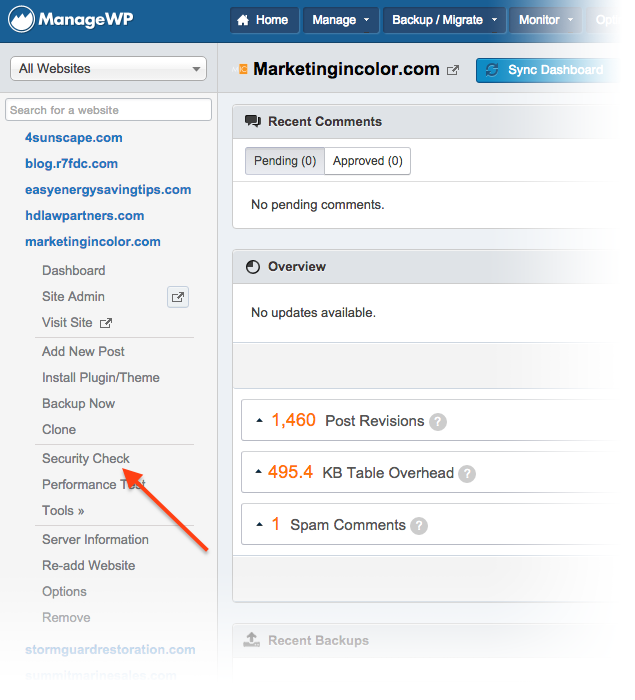 ManageWP
Home
Manage
Backup / Migrate
Monitor
Opti
All Websites
Search for a website
4sunscape.com
blog.r7fdc.com
easyenergysavingtips.com
hdlawpartners.com
marketingincolor.com
Dashboard
Site Admin
Visit Site
Add New Post
Install Plugin/Theme
Backup Now
Clone
Security Check
Performance Test
Tools »
Server Information
Re-add Website
Options
Remove
stormguardrestoration.com
Marketingincolor.com
Sync Dashboard
Recent Comments
Pending (0)
Approved (0)
No pending comments.
Overview
No updates available.
1,460 Post Revisions ?
495.4 KB Table Overhead ?
1 Spam Comments ?
Recent Backups